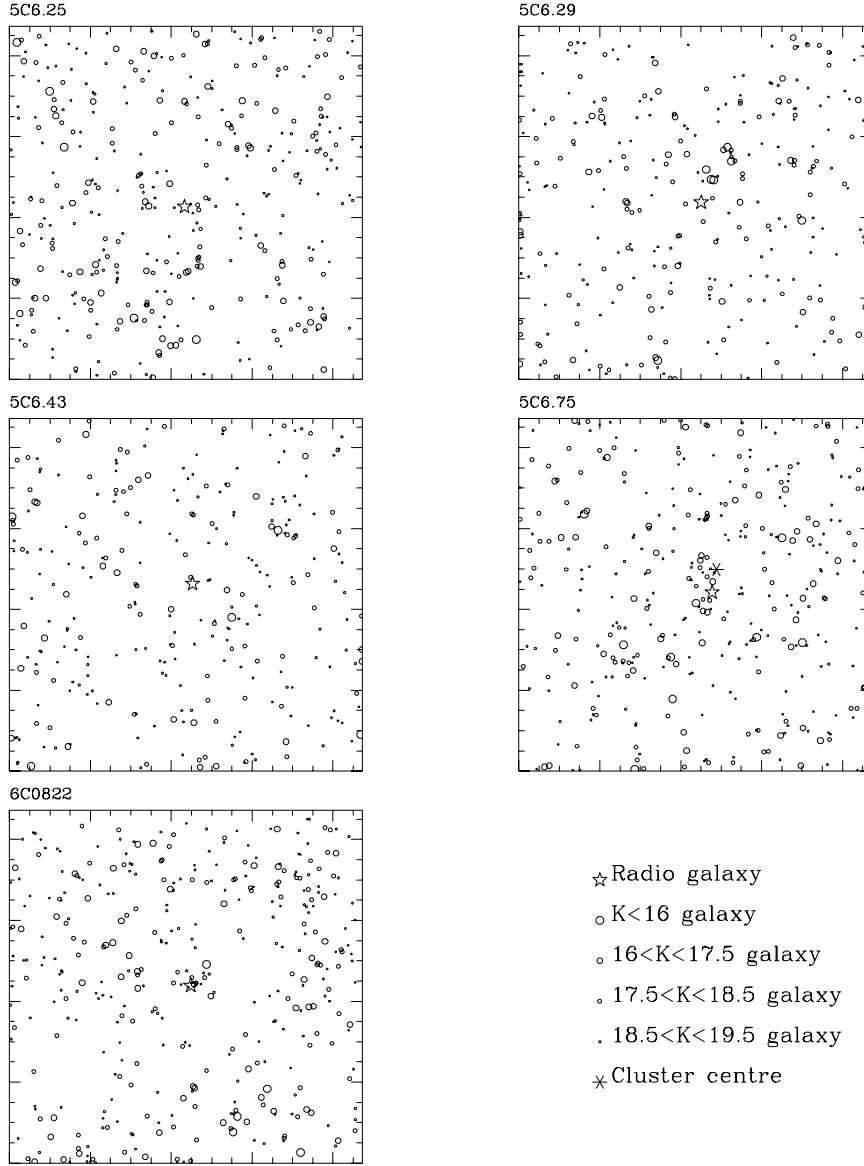 5C6.25
5C6.29
5C6.43
5C6.75
6C0822
Radio galaxy
K<16 galaxy
16<K<17.5 galaxy
17.5<K<18.5 galaxy
18.5<K<19.5 galaxy
Cluster centre